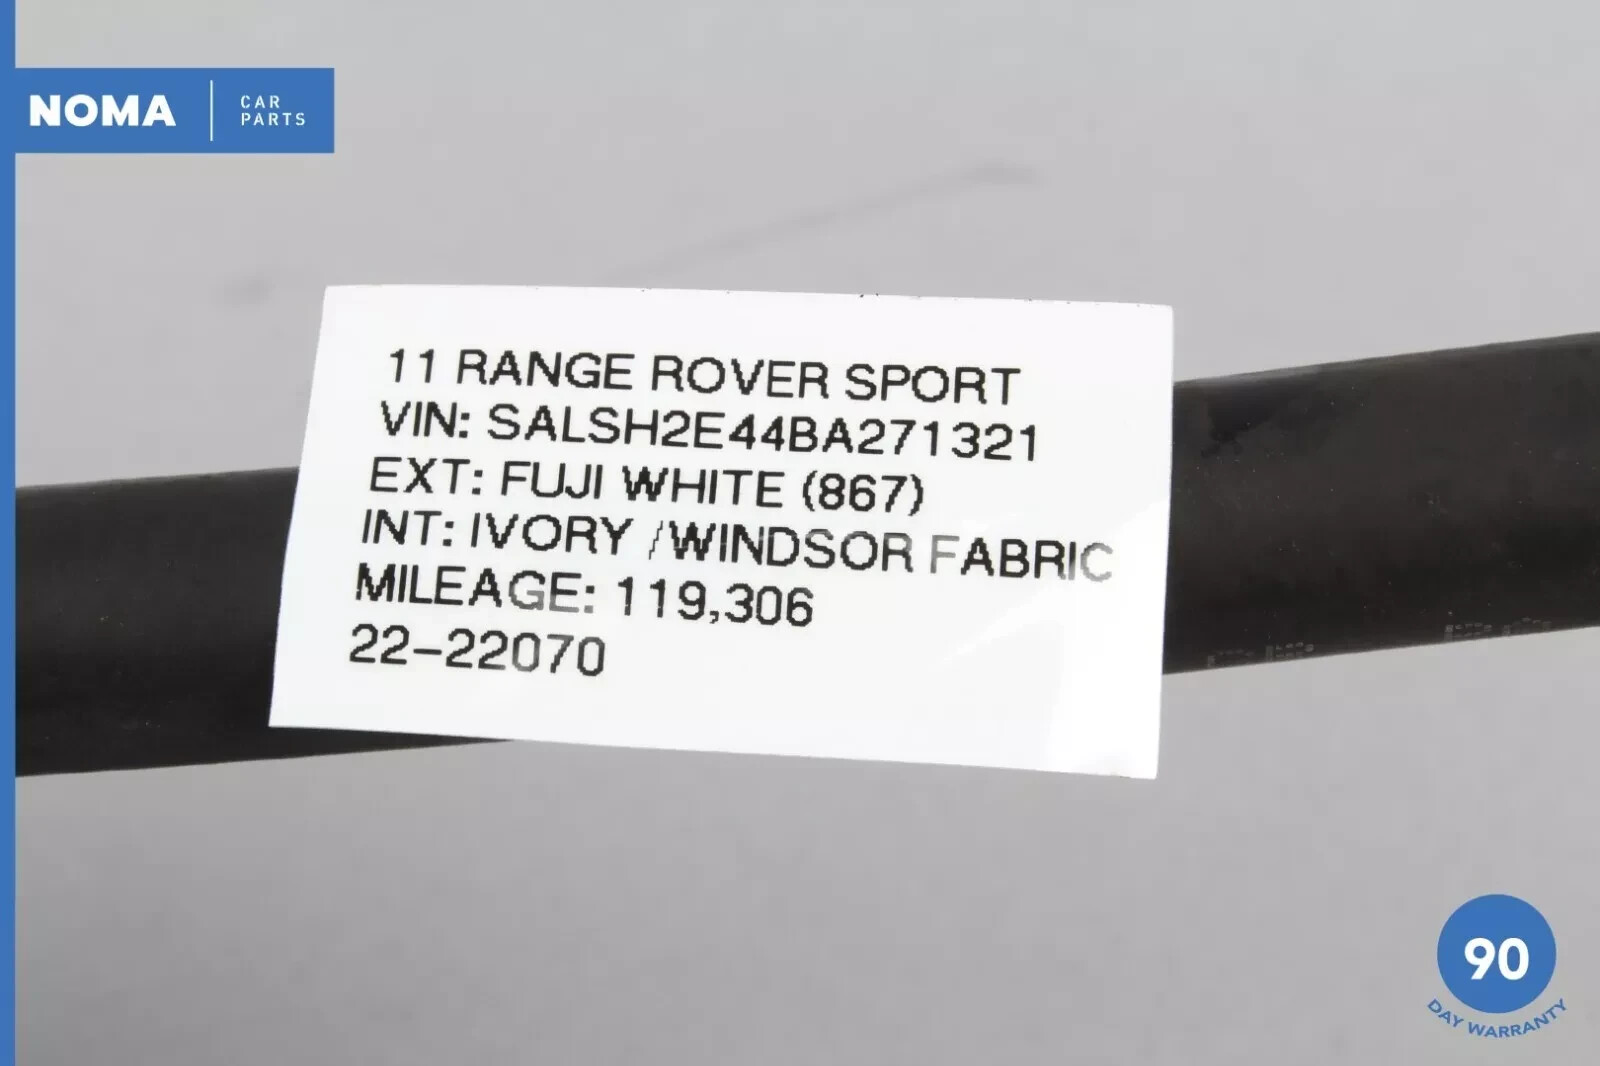 NOMA
CAR
PARTS
11 RANGE ROVER SPORT
VIN: SALSH2E44BA271321
EXT: FUJI WHITE (867)
INT: IVORY /WINDSOR FABRIC
MILEAGE: 119,306
22-22070
90
DAY WARRANTY